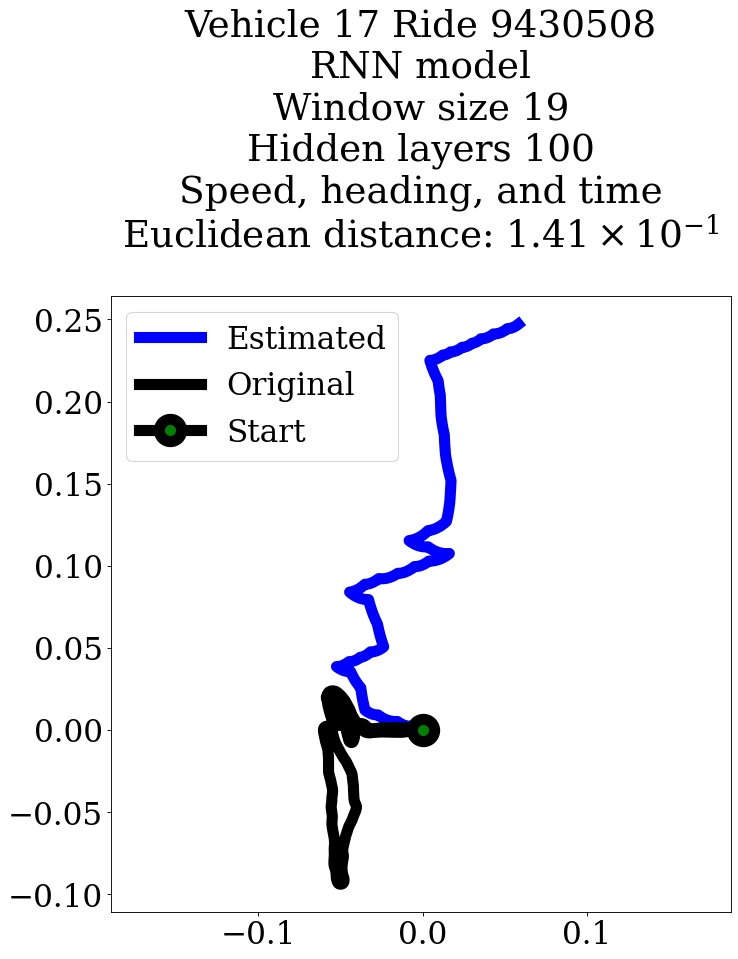 Vehicle 17 Ride 9430508
RNN model
Window size 19
Hidden layers 100
Speed, heading, and time
Euclidean distance: 1.41 × 10⁻¹
0.25
0.20
0.15
0.10
0.05
0.00
−0.05
−0.10
Estimated
Original
Start
−0.1
0.0
0.1